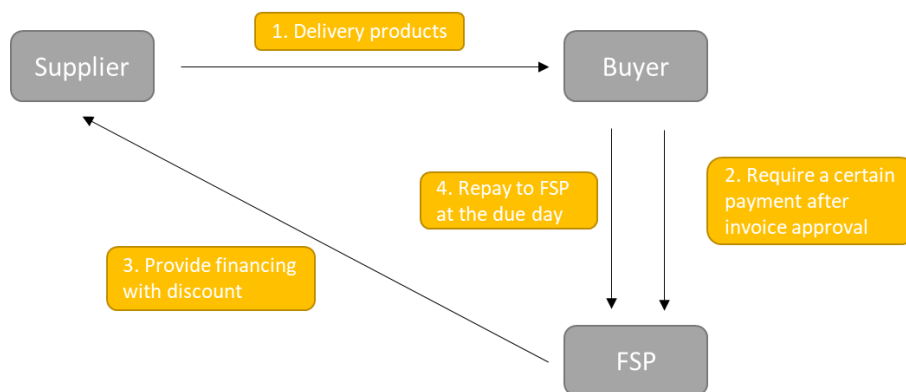 1. Delivery products
Supplier
Buyer
4. Repay to FSP
at the due day
2. Require a certain
payment after
invoice approval
3. Provide financing
with discount
FSP